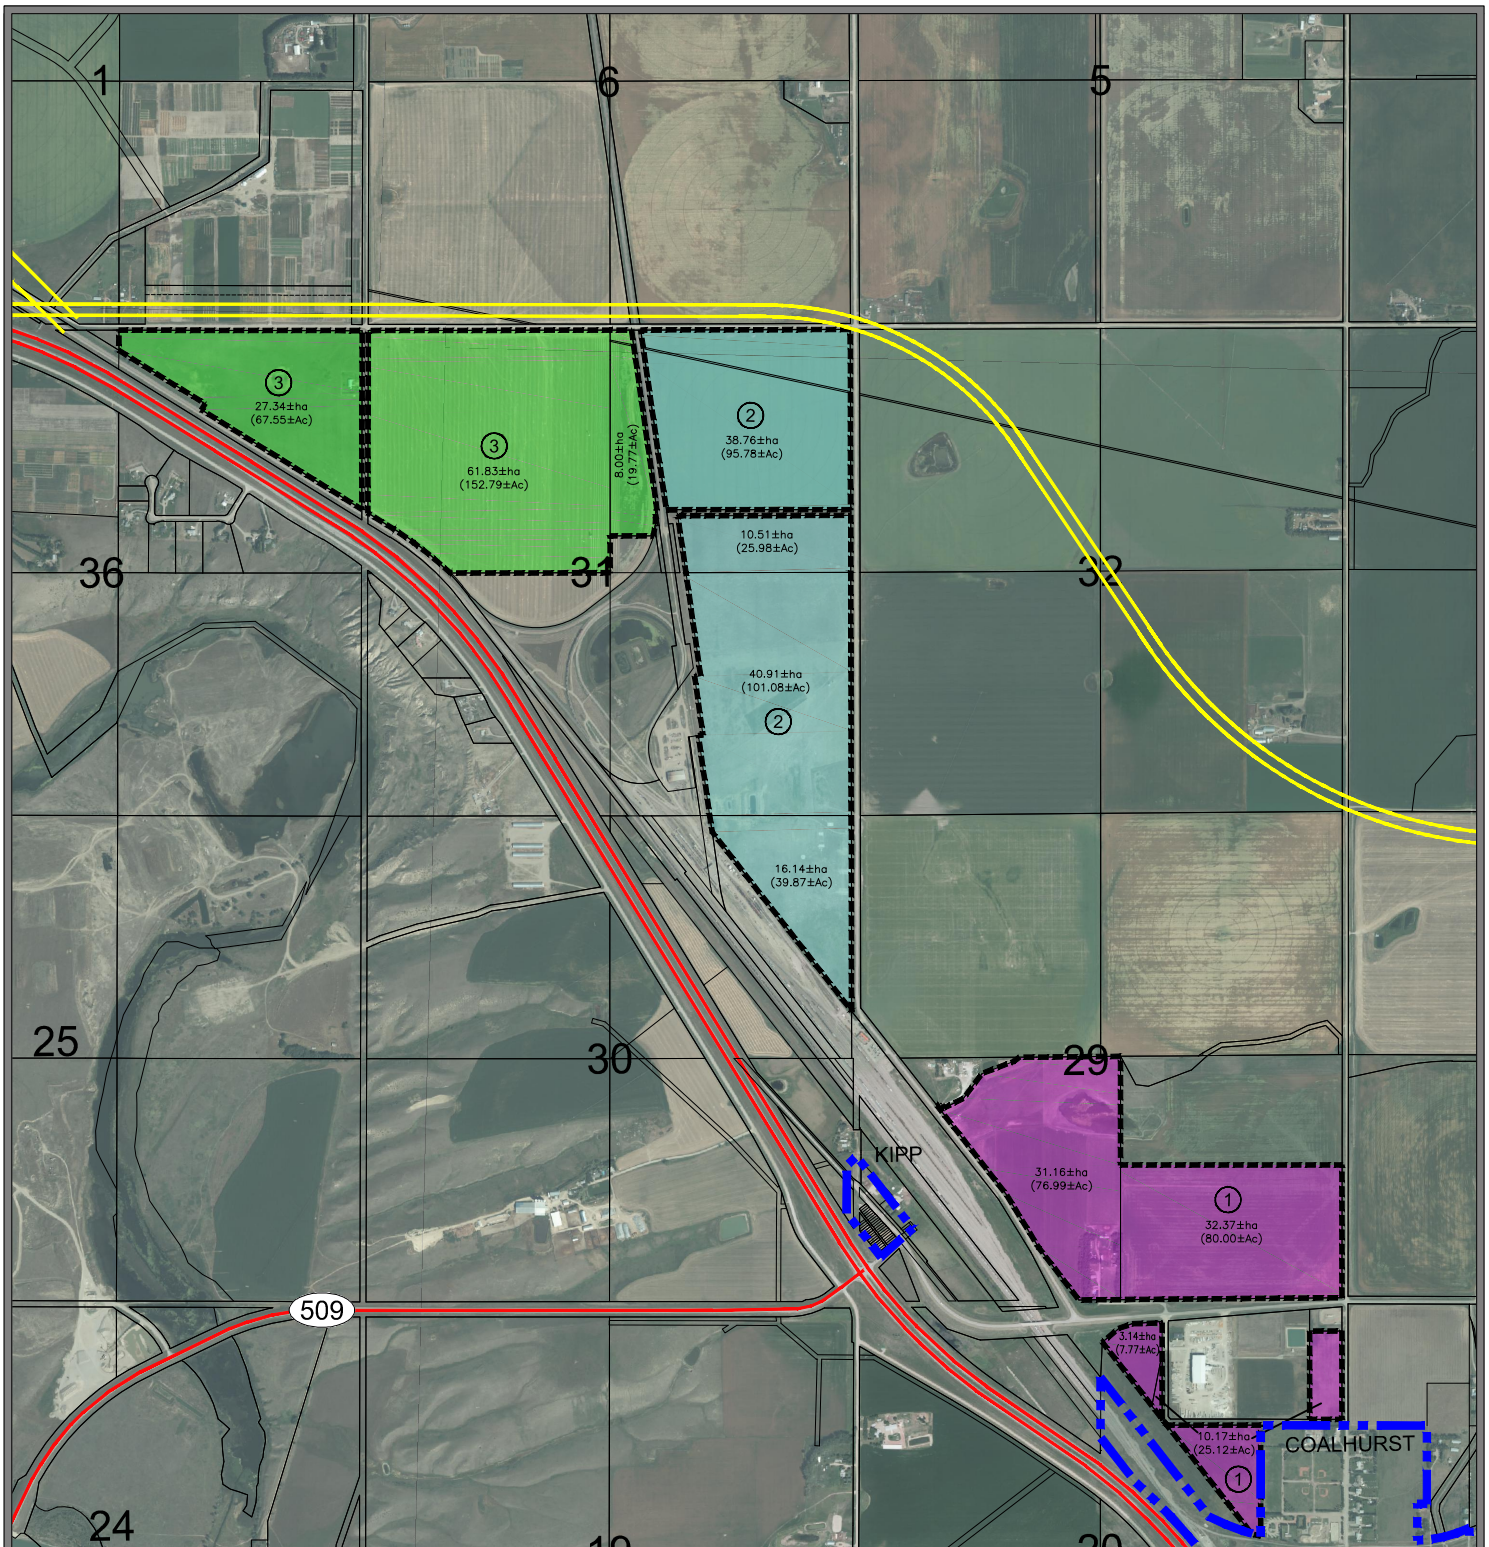 1
6
5
3
27.34±ha
(67.55±Ac)
3
61.83±ha
(152.79±Ac)
8.00±ha
(19.77±Ac)
2
38.76±ha
(95.78±Ac)
10.51±ha
(25.98±Ac)
36
31
32
40.91±ha
(101.08±Ac)
2
16.14±ha
(39.87±Ac)
25
30
29
KIPP
31.16±ha
(76.99±Ac)
1
32.37±ha
(80.00±Ac)
509
3.14±ha
(7.77±Ac)
10.17±ha
(25.12±Ac)
1
COALHURST
24
19
20